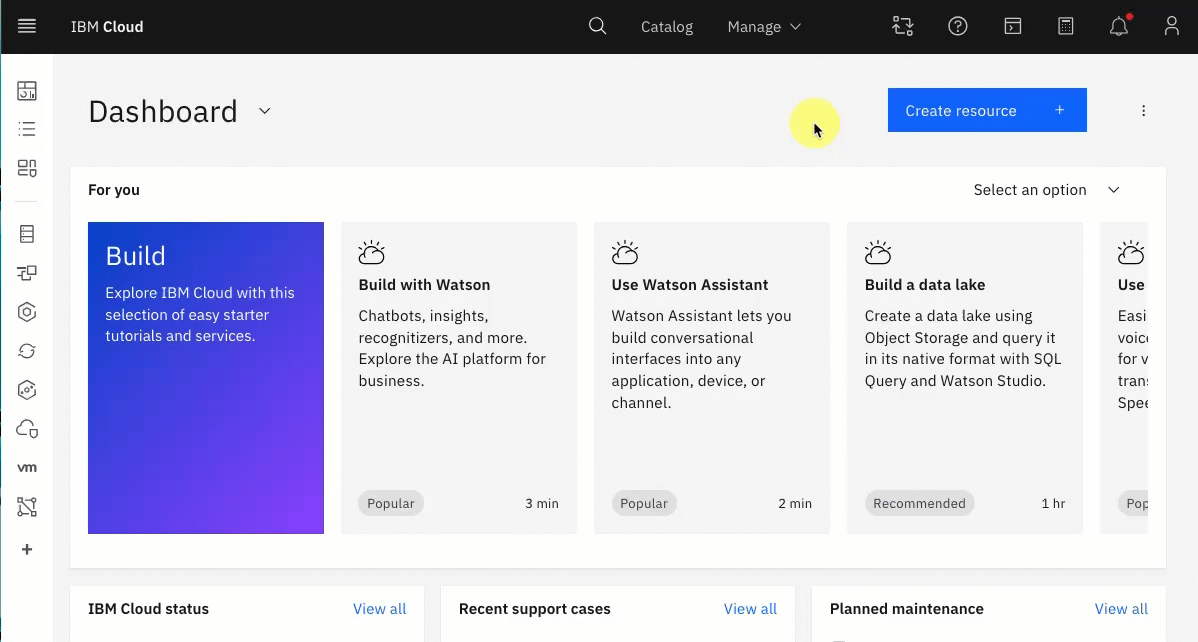 IBM Cloud
Catalog
Manage
Dashboard
Create resource +
For you
Select an option
Build
Explore IBM Cloud with this
selection of easy starter
tutorials and services.
Build with Watson
Chatbots, insights,
recognitizers, and more.
Explore the AI platform for
business.
Popular
3 min
Use Watson Assistant
Watson Assistant lets you
build conversational
interfaces into any
application, device, or
channel.
Popular
2 min
Build a data lake
Create a data lake using
Object Storage and query it
in its native format with SQL
Query and Watson Studio.
Recommended
1 hr
Use
Easi
voic
for v
tran
Spee
Pop
vm
IBM Cloud status
View all
Recent support cases
View all
Planned maintenance
View all